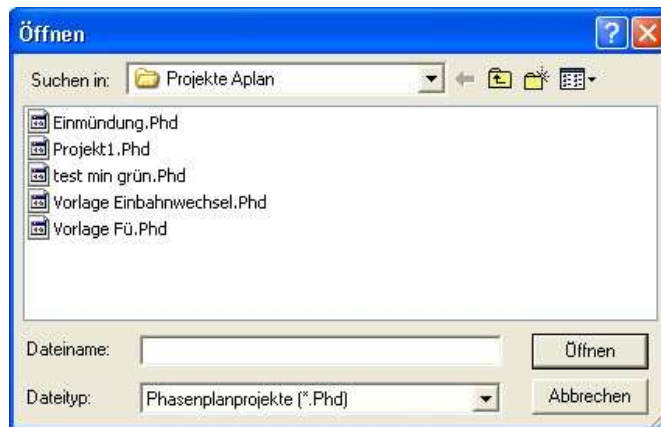 Öffnen
Suchen in: Projekte Aplan
Einmündung.Phd
Projekt1.Phd
test min grün.Phd
Vorlage Einbahnwechsel.Phd
Vorlage Fü.Phd
Dateiname: Öffnen
Dateityp: Phasenplanprojekte (*.Phd) Abbrechen